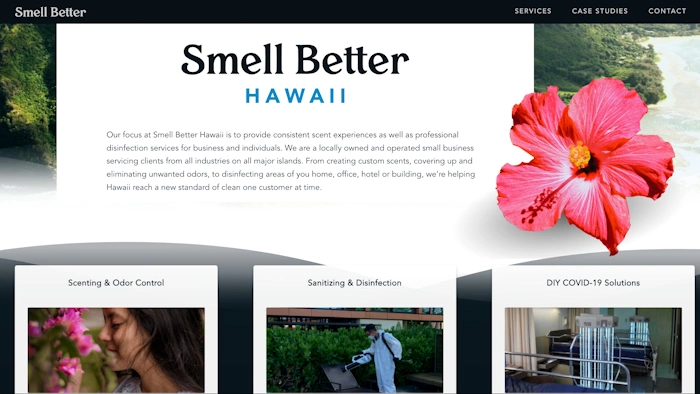 Smell Better
SERVICES CASE STUDIES CONTACT
Smell Better
HAWAII
Our focus at Smell Better Hawaii is to provide consistent scent experiences as well as professional
disinfection services for business and individuals. We are a locally owned and operated small business
servicing clients from all industries on all major islands. From creating custom scents, covering up and
eliminating unwanted odors, to disinfecting areas of you home, office, hotel or building, we're helping
Hawaii reach a new standard of clean one customer at time.
Scenting & Odor Control
Sanitizing & Disinfection
DIY COVID-19 Solutions